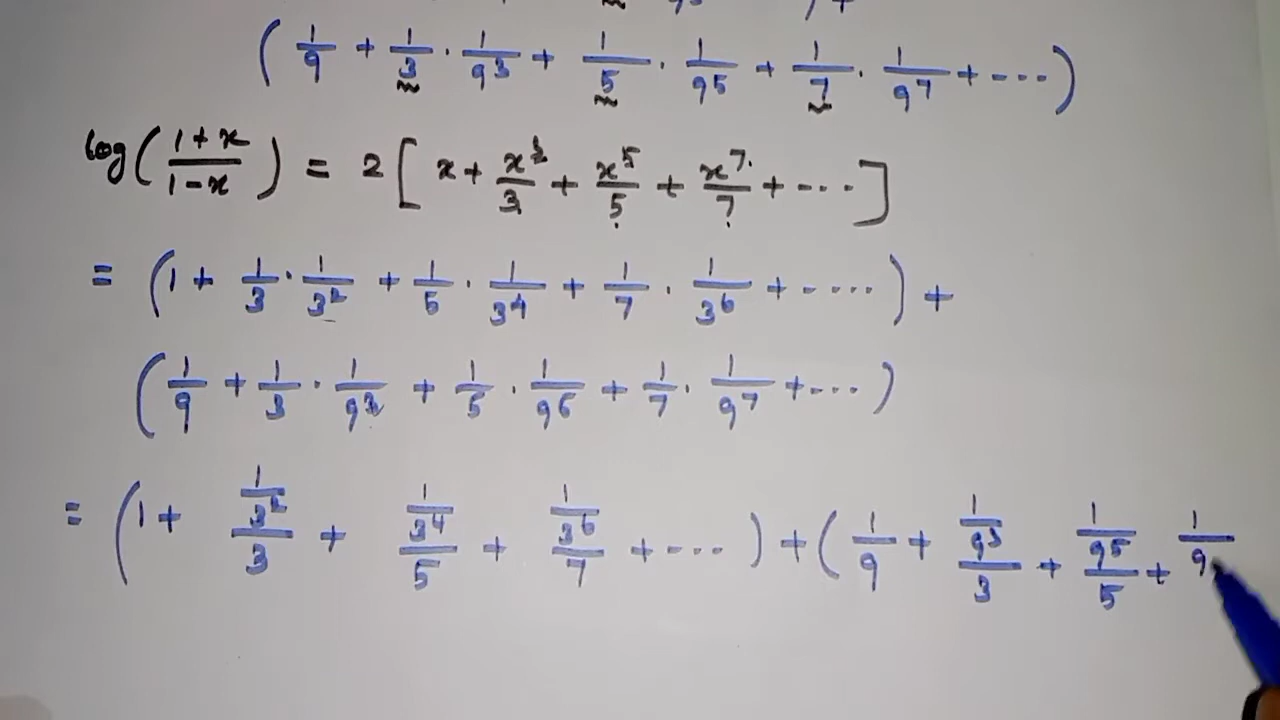 (1/9 + 1/3 · 1/9³ + 1/5 · 1/9⁵ + 1/7 · 1/9⁷ + ...)
log((1+x)/(1-x)) = 2[x + x³/3 + x⁵/5 + x⁷/7 + ...]
= (1 + 1/3 · 1/3² + 1/5 · 1/3⁴ + 1/7 · 1/3⁶ + .....) +
(1/9 + 1/3 · 1/9³ + 1/5 · 1/9⁵ + 1/7 · 1/9⁷ + ...)
= (1 + (1/3²)/3 + (1/3⁴)/5 + (1/3⁶)/7 + ....) + (1/9 + (1/9³)/3 + (1/9⁵)/5 + 1/9